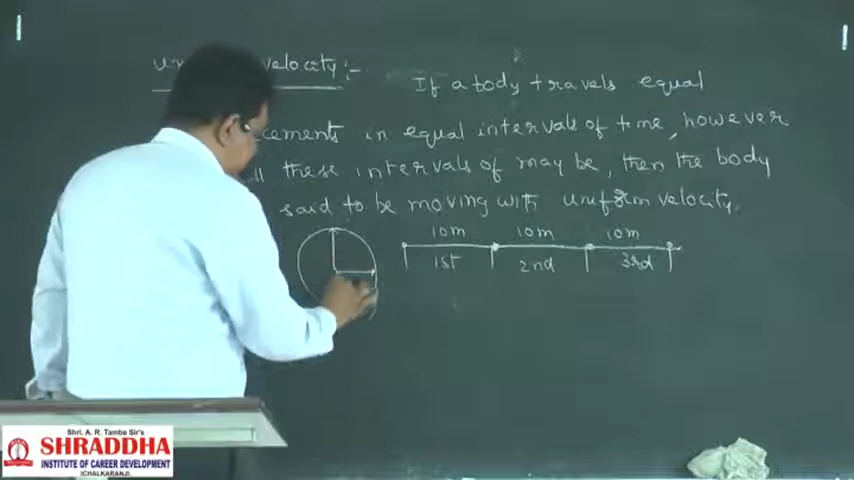 velocity :-
If a body travels equal
cements in equal intervals of time, however
these intervals of may be, then the body
said to be moving with uniform velocity.
10m 10m 10m
1st 2nd 3rd
Shri. A. R. Tambe Sir's
SHRADDHA
INSTITUTE OF CAREER DEVELOPMENT
ICHALKARANJI.